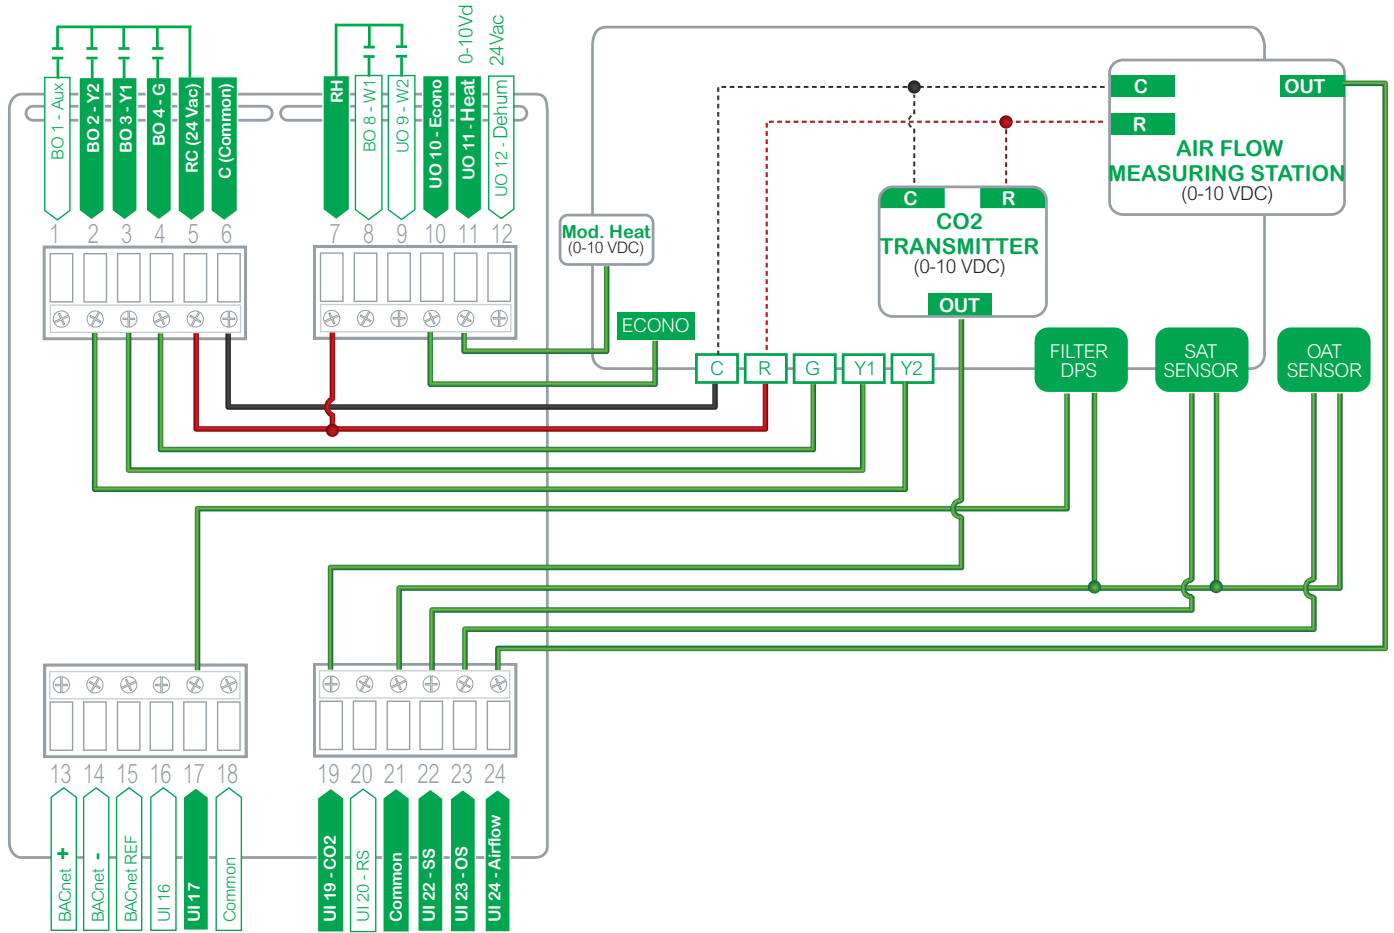 0-10Vd
24Vac
BO 1 - Aux
BO 2 - Y2
BO 3 - Y1
BO 4 - G
RC (24 Vac)
C (Common)
RH
BO 8 - W1
UO 9 - W2
UO 10 - Econo
UO 11 - Heat
UO 12 - Dehum
1
2
3
4
5
6
7
8
9
10
11
12
C
R
OUT
AIR FLOW
MEASURING STATION
(0-10 VDC)
C
R
CO2
TRANSMITTER
(0-10 VDC)
OUT
Mod. Heat
(0-10 VDC)
ECONO
C
R
G
Y1
Y2
FILTER
DPS
SAT
SENSOR
OAT
SENSOR
13
14
15
16
17
18
19
20
21
22
23
24
BACnet +
BACnet -
BACnet REF
UI 16
UI 17
Common
UI 19 - CO2
UI 20 - RS
Common
UI 22 - SS
UI 23 - OS
UI 24 - Airflow